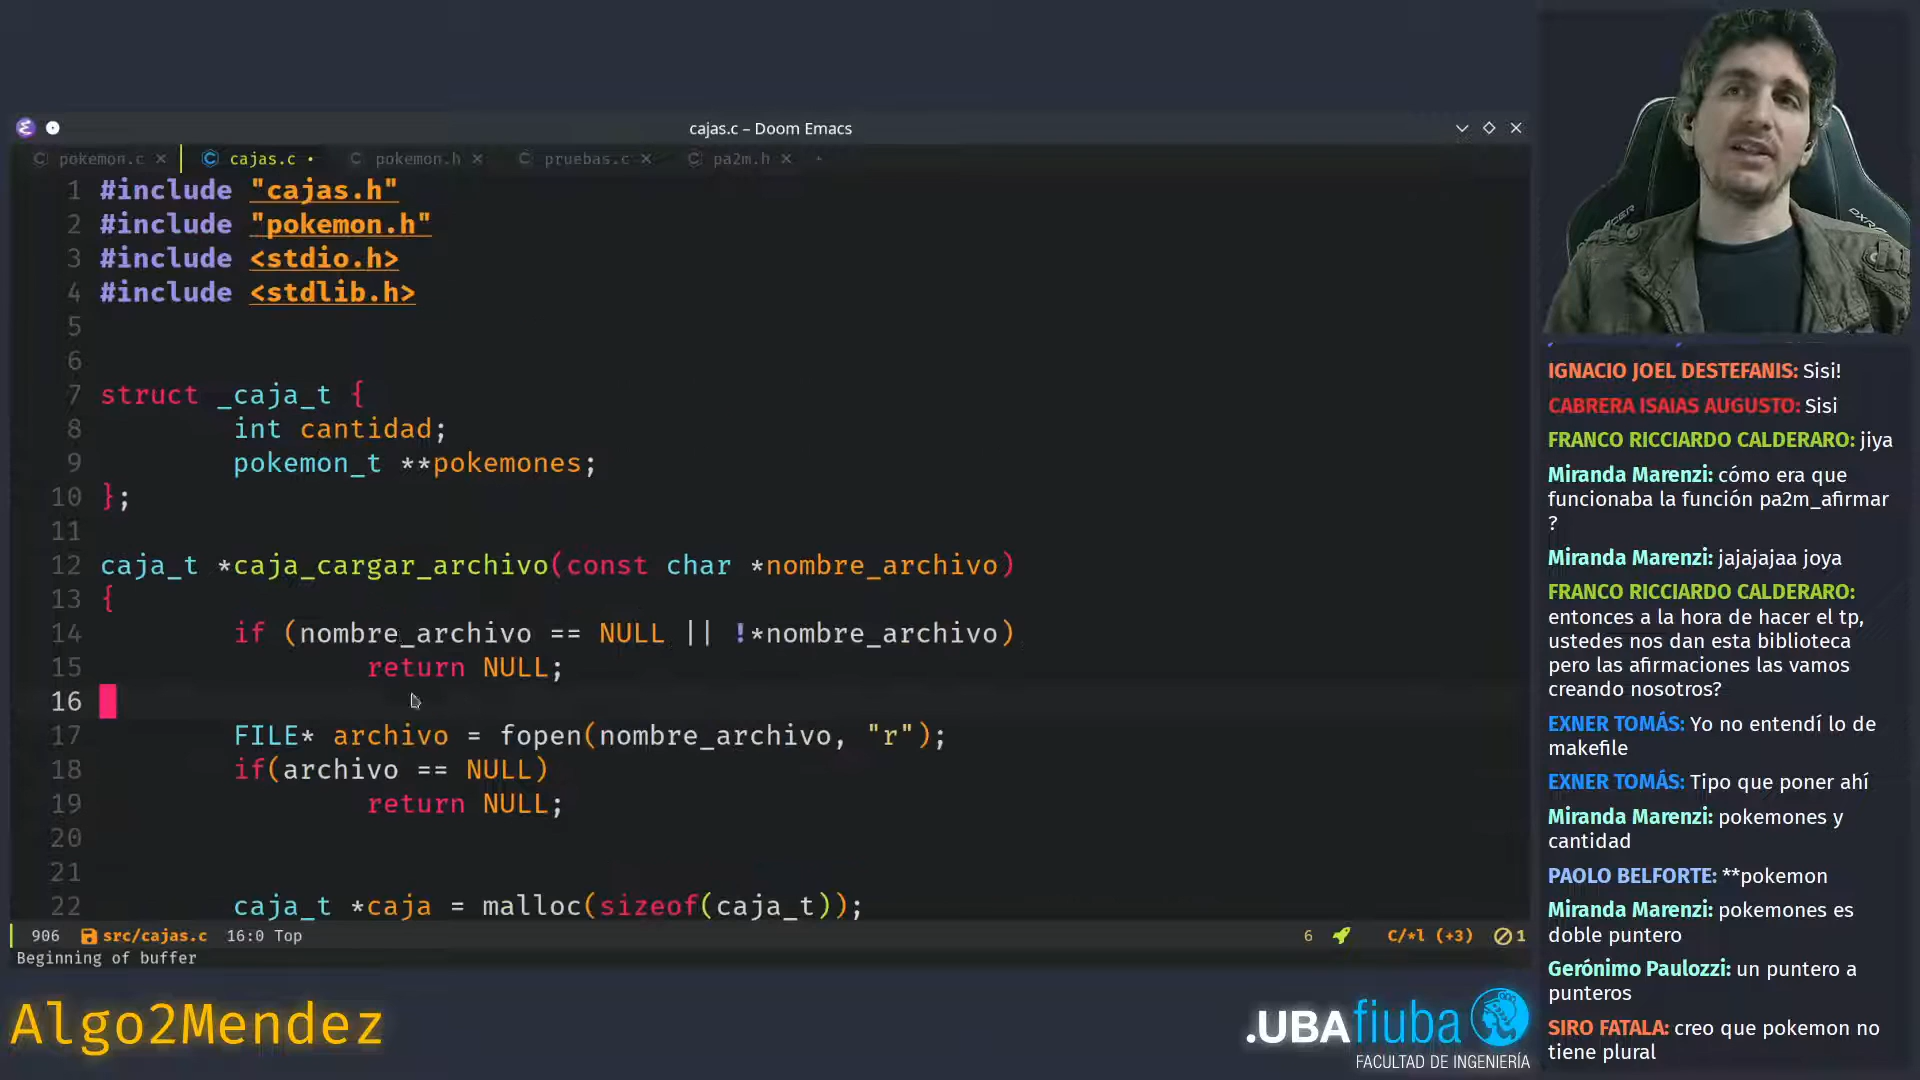 cajas.c – Doom Emacs
pokemon.c
cajas.c
pokemon.h
pruebas.c
pa2m.h
1 #include "cajas.h"
2 #include "pokemon.h"
3 #include <stdio.h>
4 #include <stdlib.h>
5
6
7 struct _caja_t {
8 int cantidad;
9 pokemon_t **pokemones;
10 };
11
12 caja_t *caja_cargar_archivo(const char *nombre_archivo)
13 {
14 if (nombre_archivo == NULL || !*nombre_archivo)
15 return NULL;
16
17 FILE* archivo = fopen(nombre_archivo, "r");
18 if(archivo == NULL)
19 return NULL;
20
21
22 caja_t *caja = malloc(sizeof(caja_t));
906 src/cajas.c 16:0 Top 6 C/*l (+3) 1
Beginning of buffer
IGNACIO JOEL DESTEFANIS: Sisi!
CABRERA ISAIAS AUGUSTO: Sisi
FRANCO RICCIARDO CALDERARO: jiya
Miranda Marenzi: cómo era que
funcionaba la función pa2m_afirmar
?
Miranda Marenzi: jajajajaa joya
FRANCO RICCIARDO CALDERARO:
entonces a la hora de hacer el tp,
ustedes nos dan esta biblioteca
pero las afirmaciones las vamos
creando nosotros?
EXNER TOMÁS: Yo no entendí lo de
makefile
EXNER TOMÁS: Tipo que poner ahí
Miranda Marenzi: pokemones y
cantidad
PAOLO BELFORTE: **pokemon
Miranda Marenzi: pokemones es
doble puntero
Gerónimo Paulozzi: un puntero a
punteros
SIRO FATALA: creo que pokemon no
tiene plural
Algo2Mendez
.UBAfiuba
FACULTAD DE INGENIERÍA